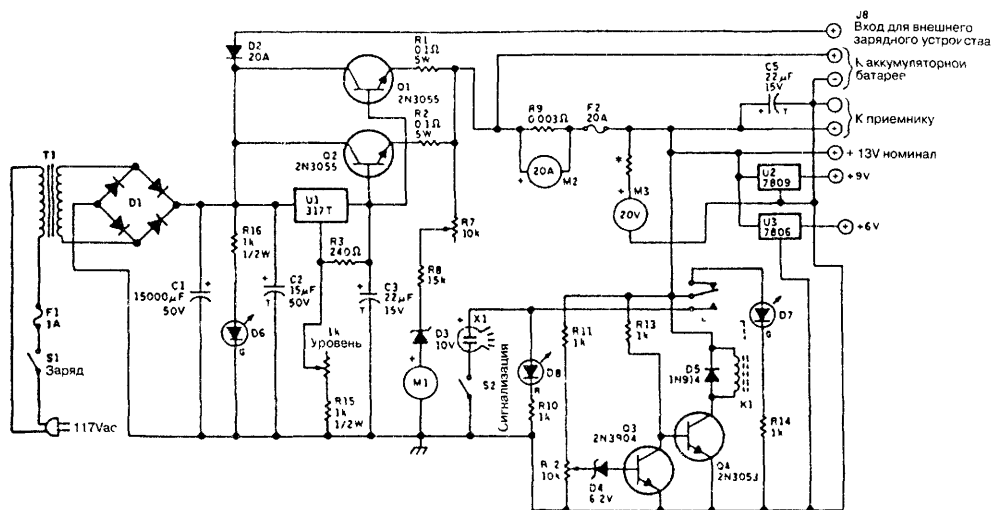 J8
Вход для внешнего
зарядного устройства
D2
20A
R1
0.1Ω
5W
К аккумуляторной
батарее
C5
22µF
15V
+ T
Q1
2N3055
R2
0.1Ω
5W
R9
0.003Ω
F2
20A
К приемнику
+ 13V номинал
T1
Q2
2N3055
20A
M2
*
M3
20V
U2
7809
+9V
D1
U1
317T
R7
10k
U3
7806
+6V
R16
1k
1/2W
R3
240Ω
R8
15k
C1
15000µF
50V
C2
15µF
50V
T
C3
22µF
15V
T
F1
1A
D6
G
1k
Уровень
D3
10V
X1
R11
1k
R13
1k
D7
G
S1
Заряд
M1
S2
Сигнализация
D8
R
D5
1N914
K1
R15
1k
1/2W
R10
1k
Q3
2N3904
R14
1k
117Vac
10k
D4
6.2V
Q4